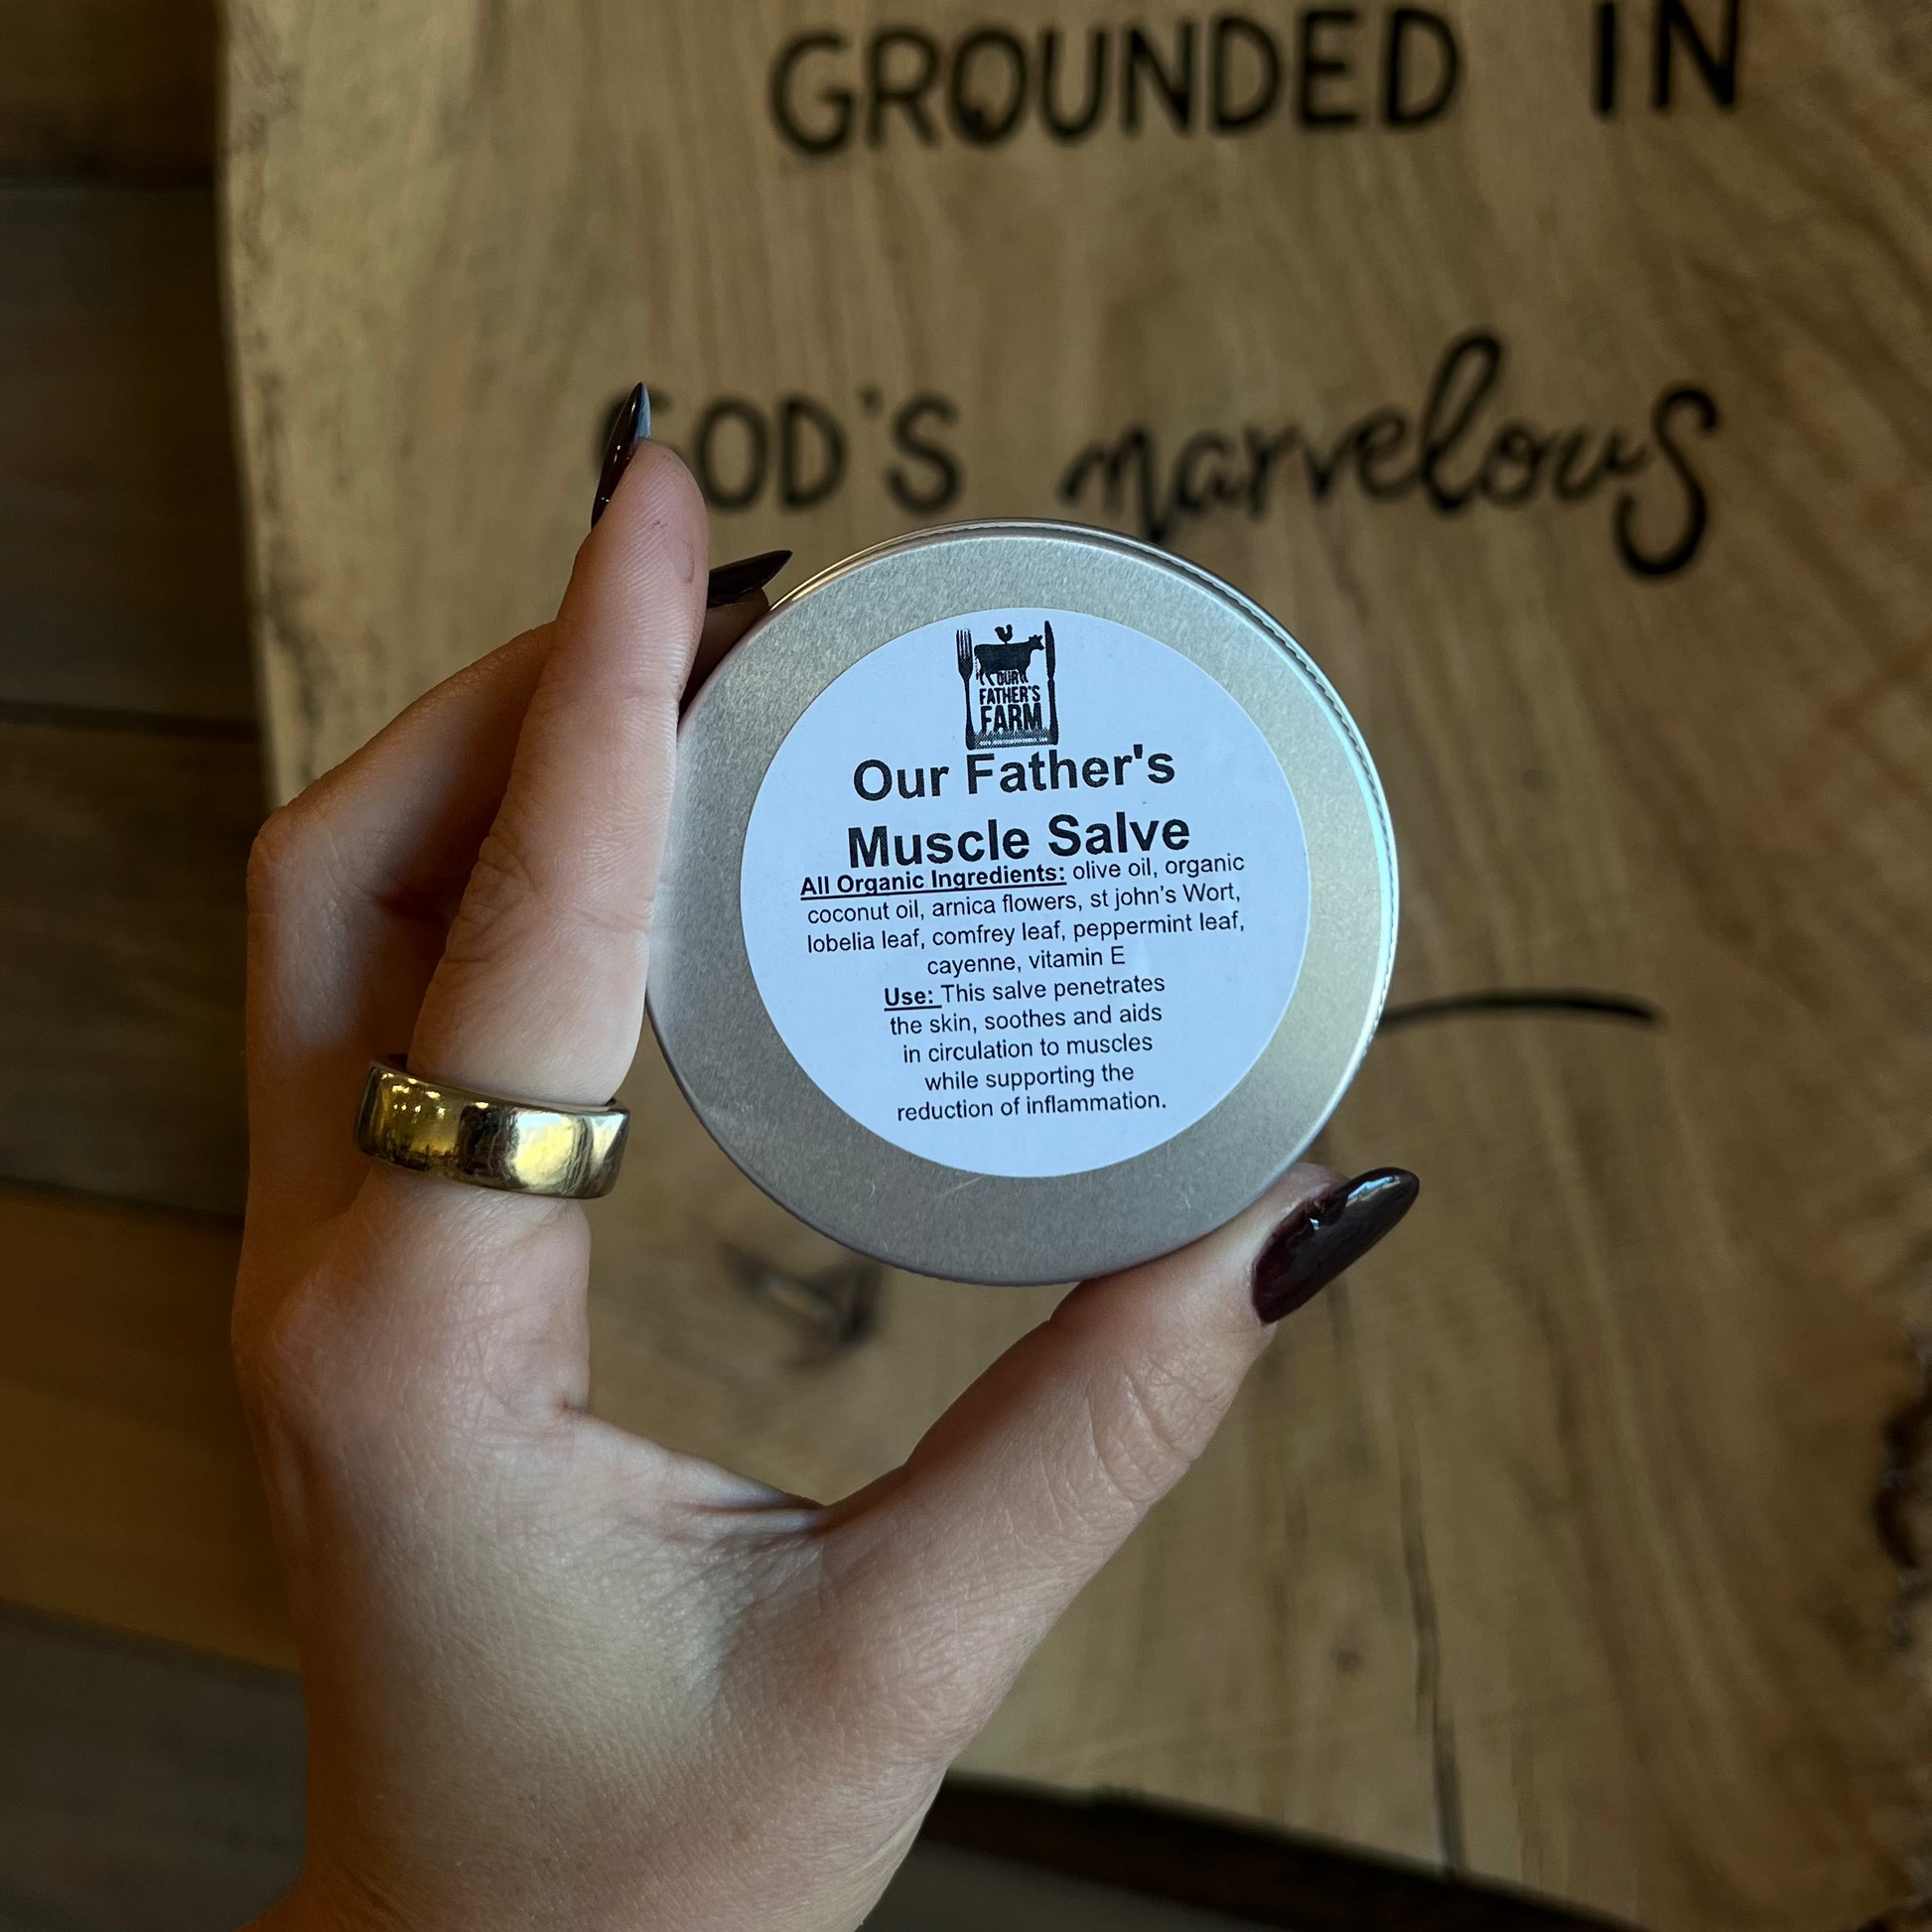 GROUNDED IN
GOD'S marvelous
OUR
FATHER'S
FARM
Our Father's
Muscle Salve
All Organic Ingredients: olive oil, organic
coconut oil, arnica flowers, st john's Wort,
lobelia leaf, comfrey leaf, peppermint leaf,
cayenne, vitamin E
Use: This salve penetrates
the skin, soothes and aids
in circulation to muscles
while supporting the
reduction of inflammation.